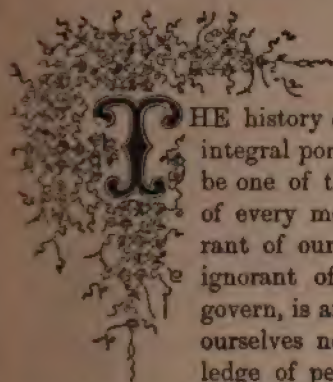 THE history
integral por
be one of t
of every m
rant of our
ignorant of
govern, is a
ourselves n
ledge of pe